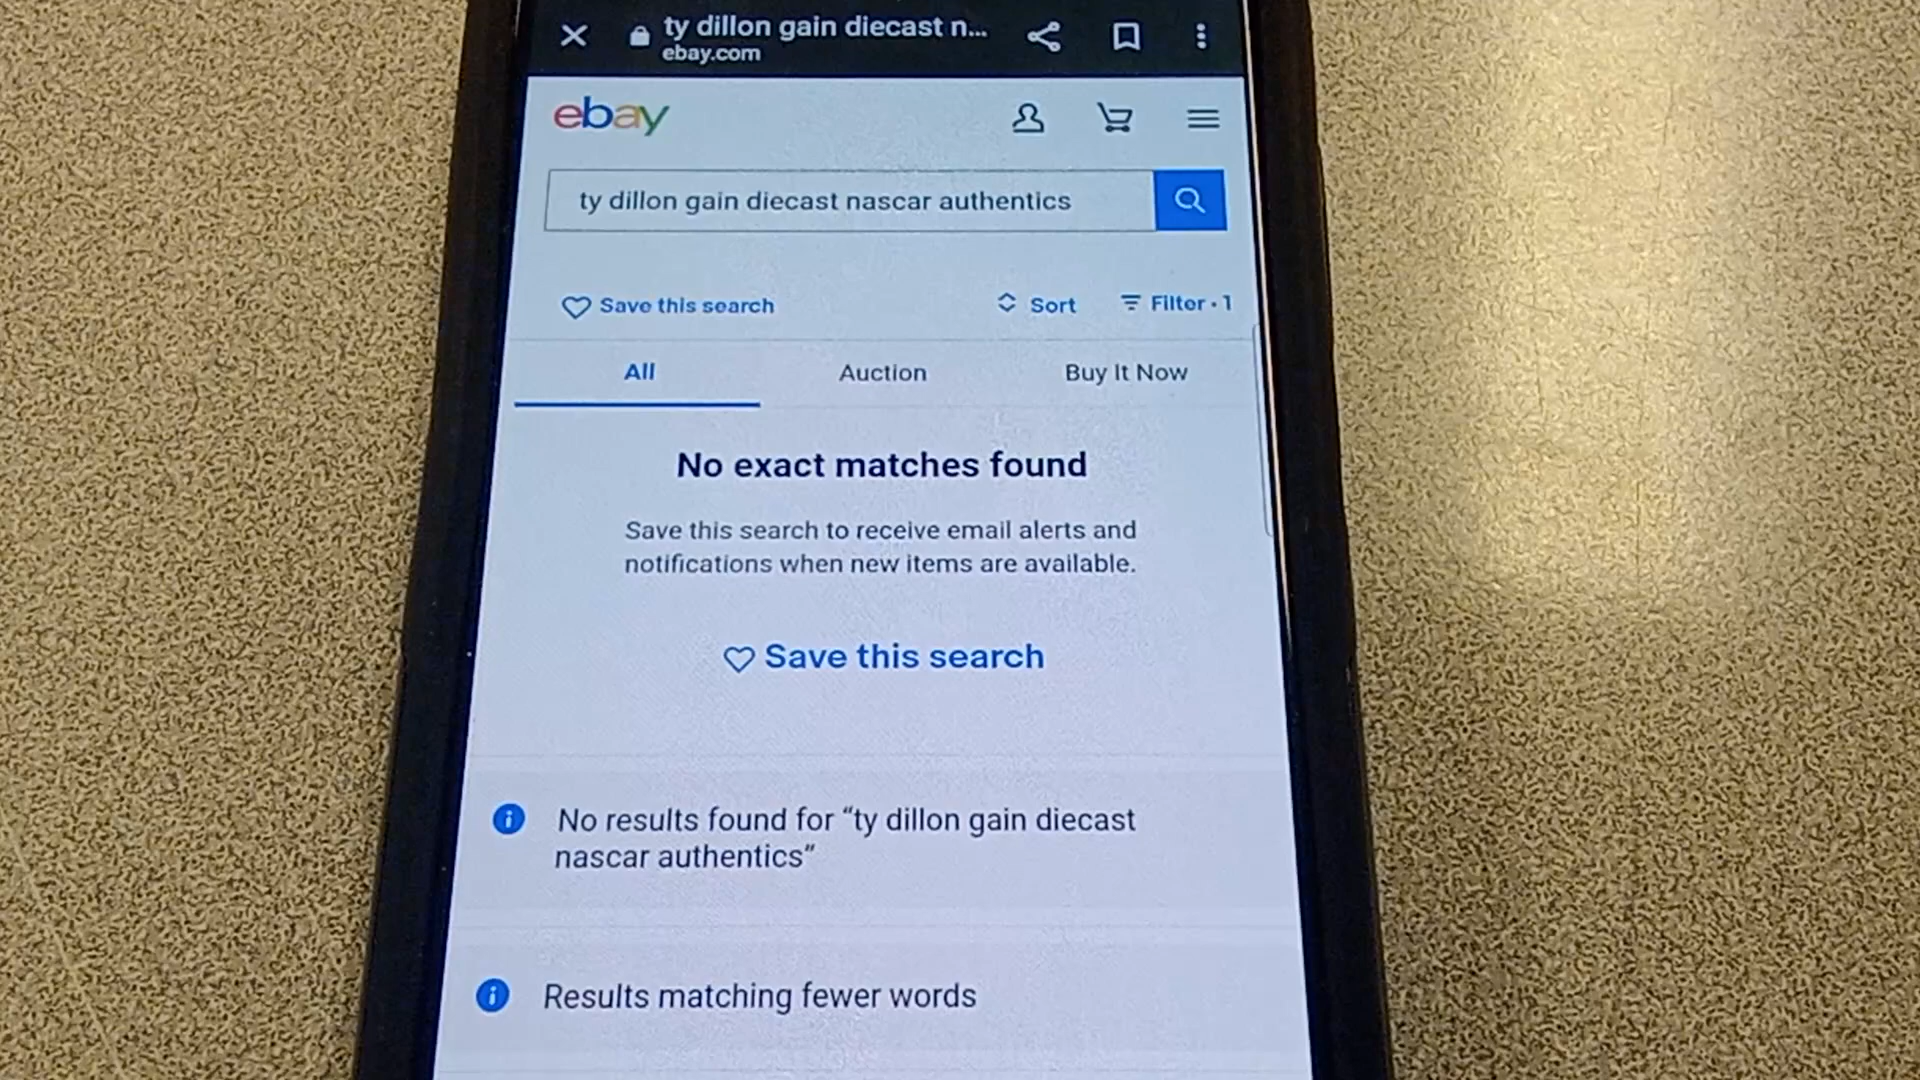 ty dillon gain diecast n...
ebay.com
ebay
ty dillon gain diecast nascar authentics
Save this search
Sort
Filter • 1
All
Auction
Buy It Now
No exact matches found
Save this search to receive email alerts and
notifications when new items are available.
Save this search
No results found for “ty dillon gain diecast
nascar authentics”
Results matching fewer words